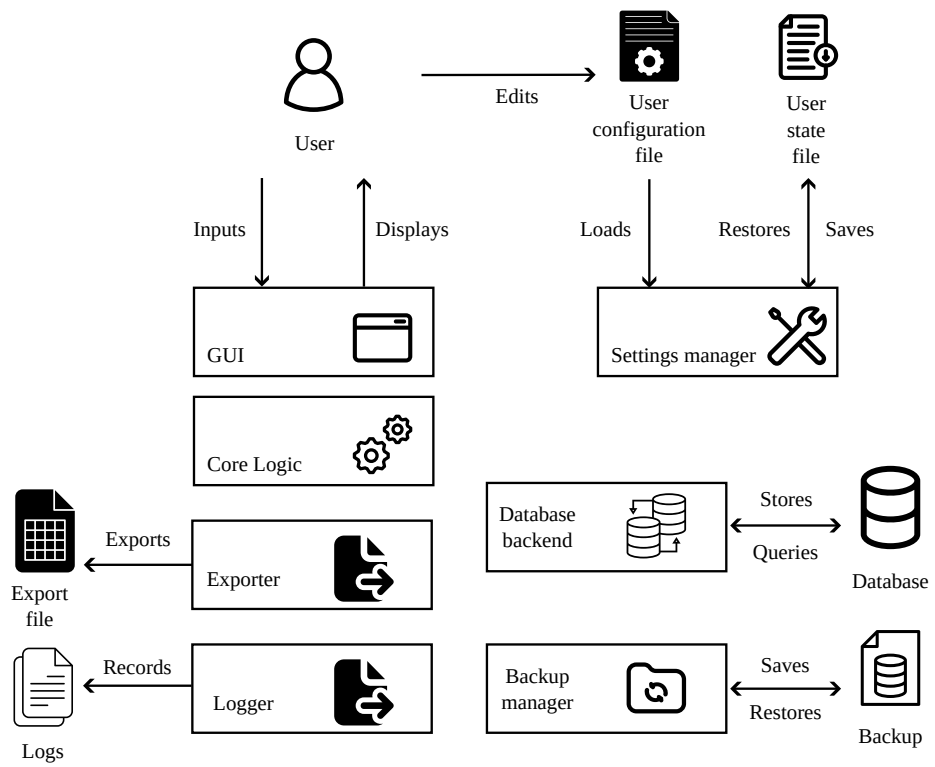 User
Edits
User
configuration
file
User
state
file
Inputs
Displays
Loads
Restores
Saves
GUI
Settings manager
Core Logic
Database
backend
Stores
Queries
Database
Exports
Exporter
Export
file
Records
Logger
Logs
Backup
manager
Saves
Restores
Backup